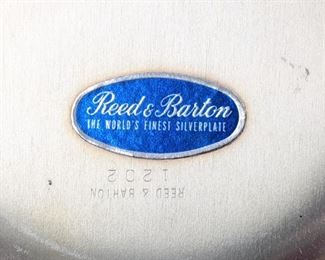 Reed & Barton
THE WORLD'S FINEST SILVERPLATE
REED & BARTON
1202